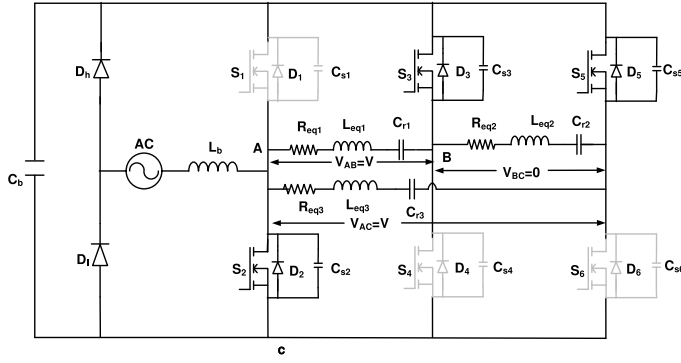 Dh
S1
D1
Cs1
S3
D3
Cs3
S5
D5
Cs5
AC
Lb
A
Req1
Leq1
Cr1
Req2
Leq2
Cr2
VAB=V
B
VBC=0
Cb
Req3
Leq3
Cr3
VAC=V
Dl
S2
D2
Cs2
S4
D4
Cs4
S6
D6
Cs6
c